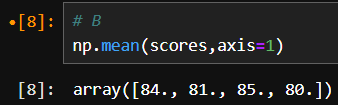 •[8]: # B
np.mean(scores,axis=1)
[8]: array([84., 81., 85., 80.])